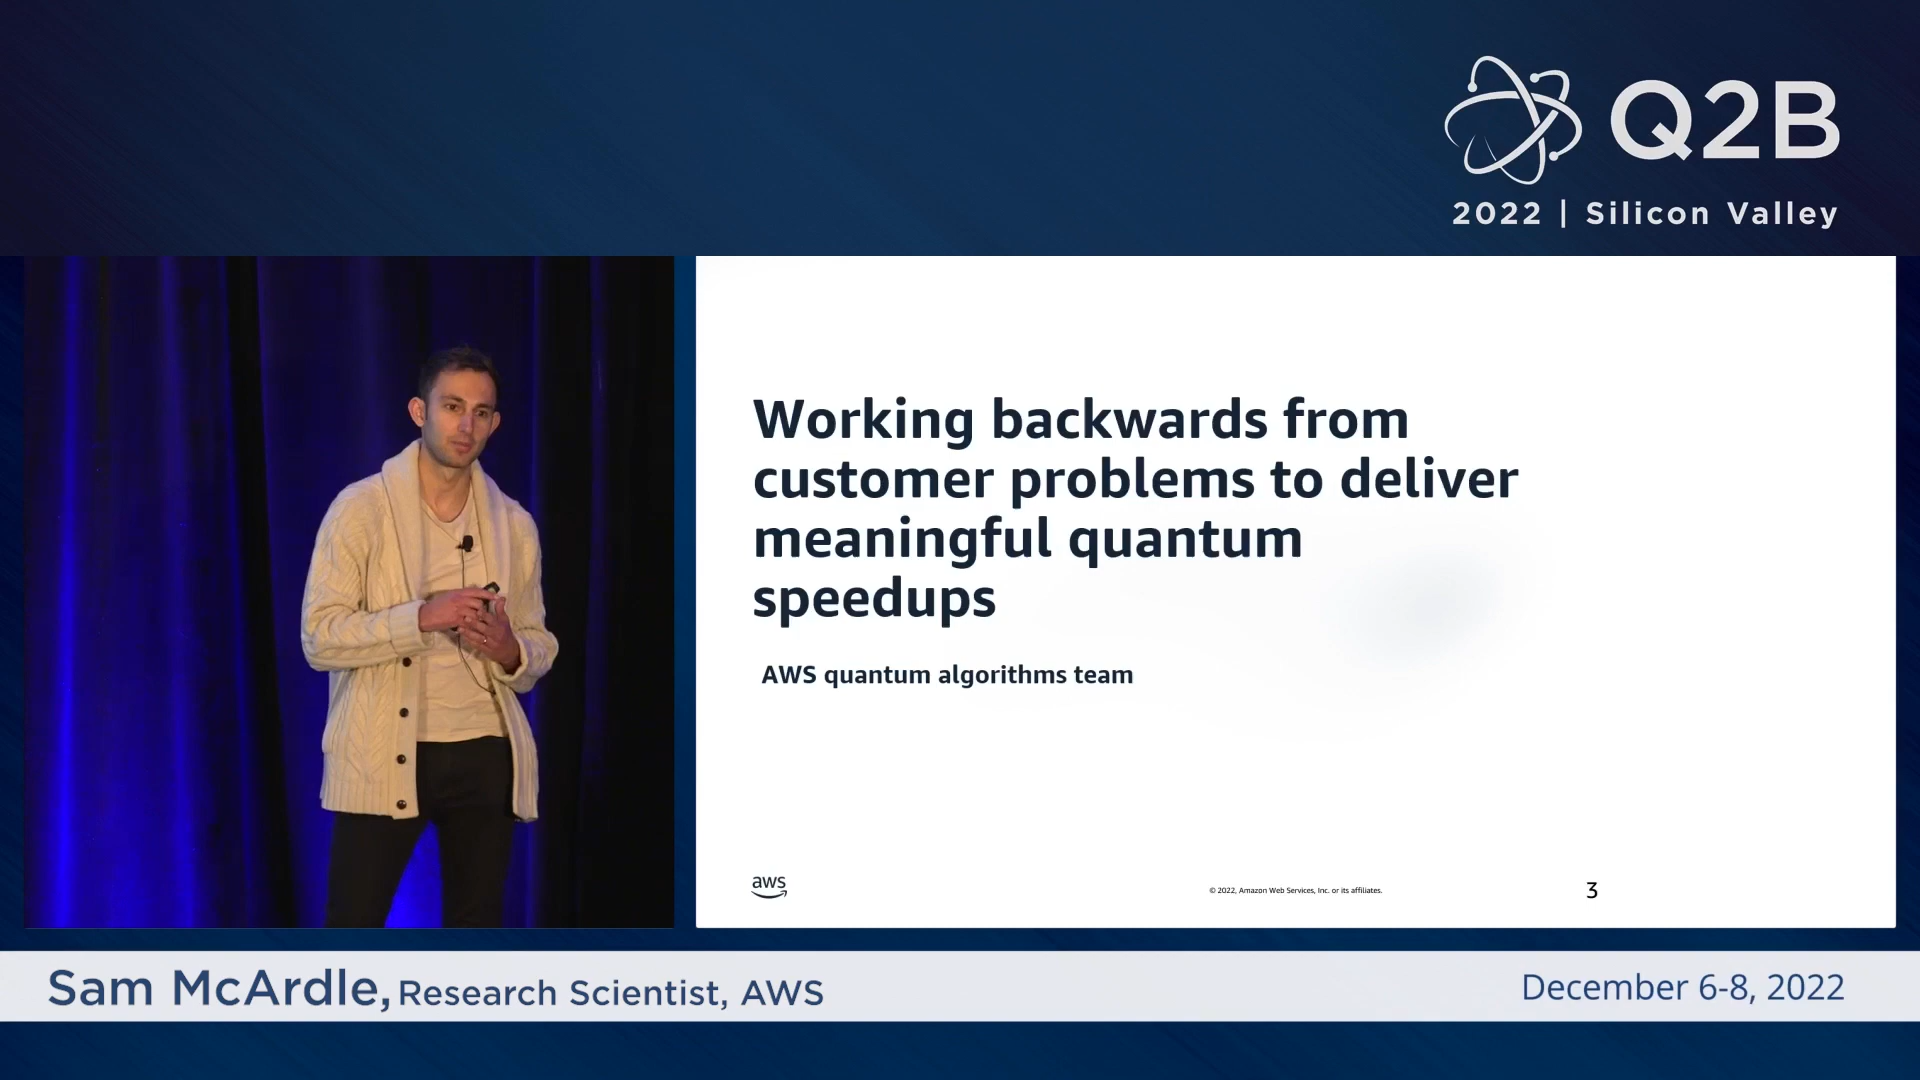 Q2B
2022 | Silicon Valley
Working backwards from
customer problems to deliver
meaningful quantum
speedups
AWS quantum algorithms team
aws
© 2022, Amazon Web Services, Inc. or its affiliates.
3
Sam McArdle, Research Scientist, AWS
December 6-8, 2022